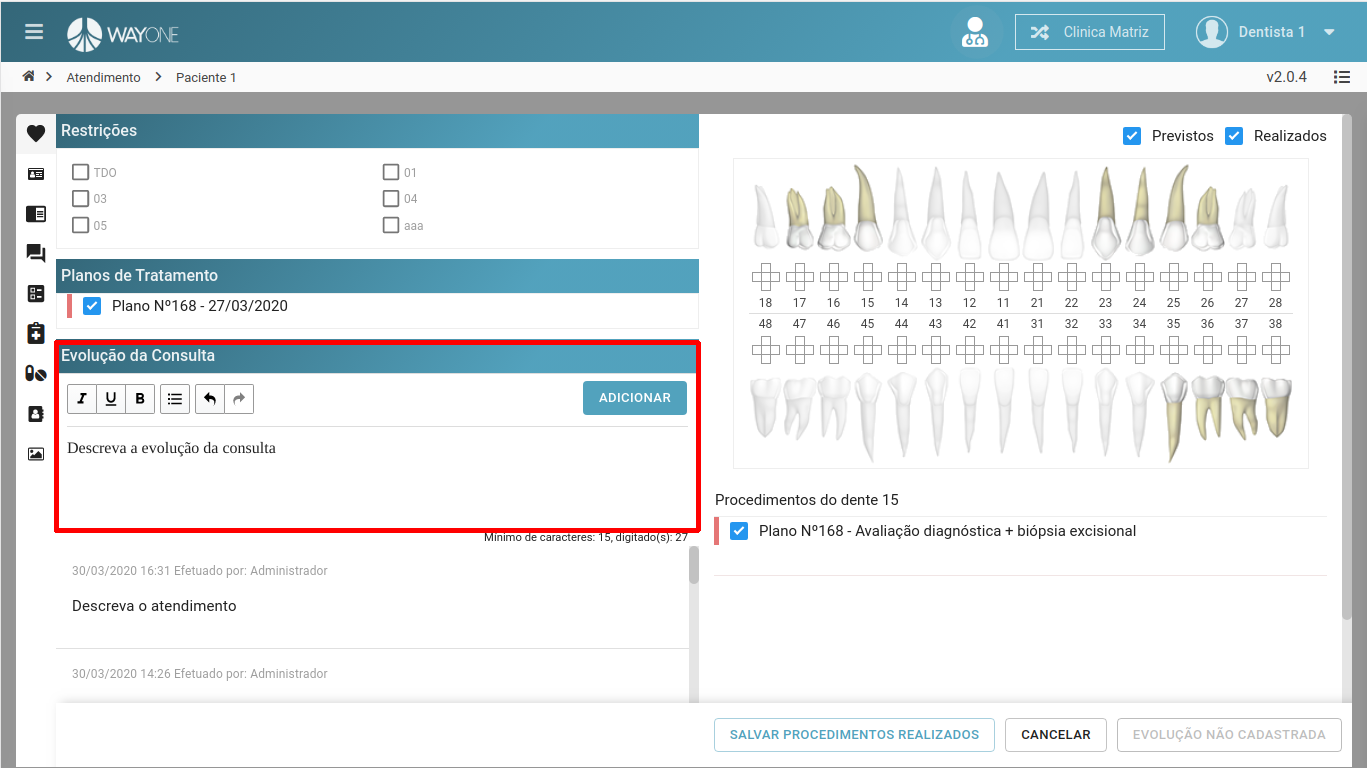 WAYONE
Clinica Matriz
Dentista 1
Atendimento
Paciente 1
v2.0.4
Restrições
TDO
01
03
04
05
aaa
Planos de Tratamento
Plano Nº168 - 27/03/2020
Evolução da Consulta
I U B
ADICIONAR
Descreva a evolução da consulta
Mínimo de caracteres: 15, digitado(s): 27
30/03/2020 16:31 Efetuado por: Administrador
Descreva o atendimento
30/03/2020 14:26 Efetuado por: Administrador
Previstos
Realizados
18 17 16 15 14 13 12 11 21 22 23 24 25 26 27 28
48 47 46 45 44 43 42 41 31 32 33 34 35 36 37 38
Procedimentos do dente 15
Plano Nº168 - Avaliação diagnóstica + biópsia excisional
SALVAR PROCEDIMENTOS REALIZADOS
CANCELAR
EVOLUÇÃO NÃO CADASTRADA